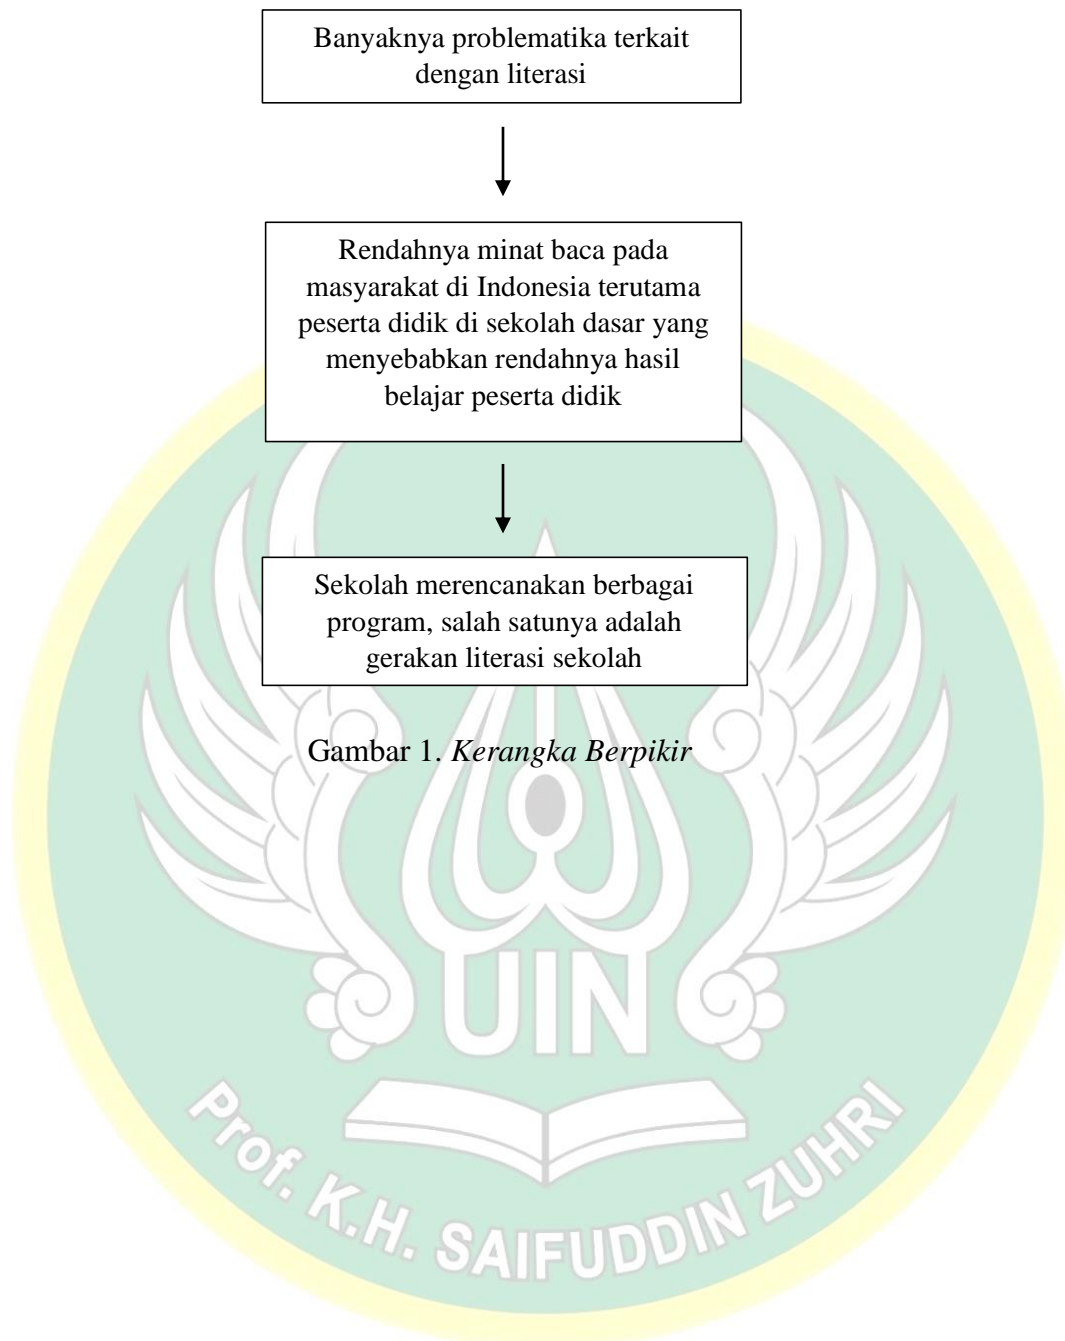 Banyaknya problematika terkait
dengan literasi
Rendahnya minat baca pada
masyarakat di Indonesia terutama
peserta didik di sekolah dasar yang
menyebabkan rendahnya hasil
belajar peserta didik
Sekolah merencanakan berbagai
program, salah satunya adalah
gerakan literasi sekolah
Gambar 1. Kerangka Berpikir
UIN
Prof. K.H. SAIFUDDIN ZUHRI